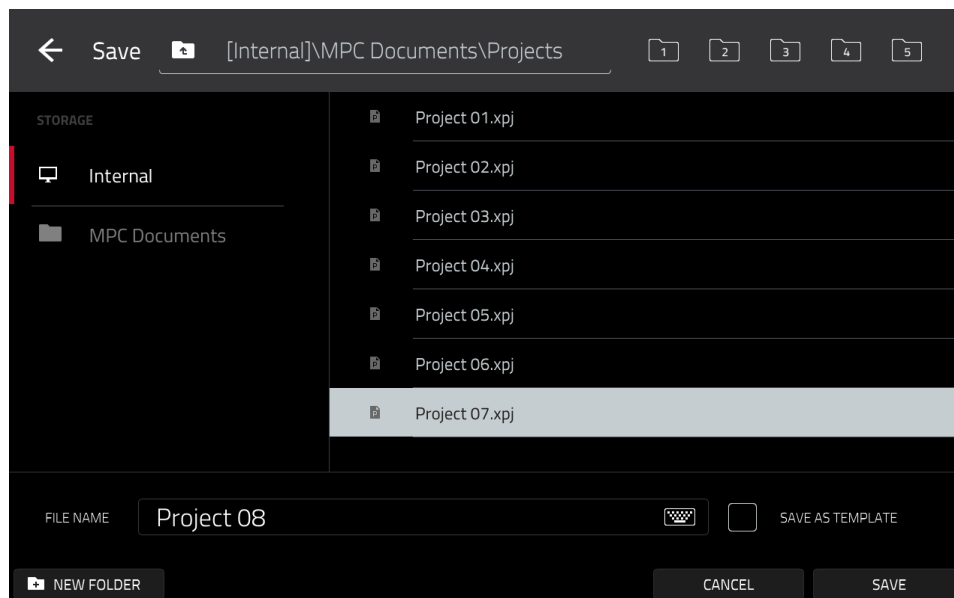 Save [Internal]\MPC Documents\Projects 1 2 3 4 5
STORAGE
Internal
MPC Documents
Project 01.xpj
Project 02.xpj
Project 03.xpj
Project 04.xpj
Project 05.xpj
Project 06.xpj
Project 07.xpj
FILE NAME Project 08 SAVE AS TEMPLATE
NEW FOLDER CANCEL SAVE